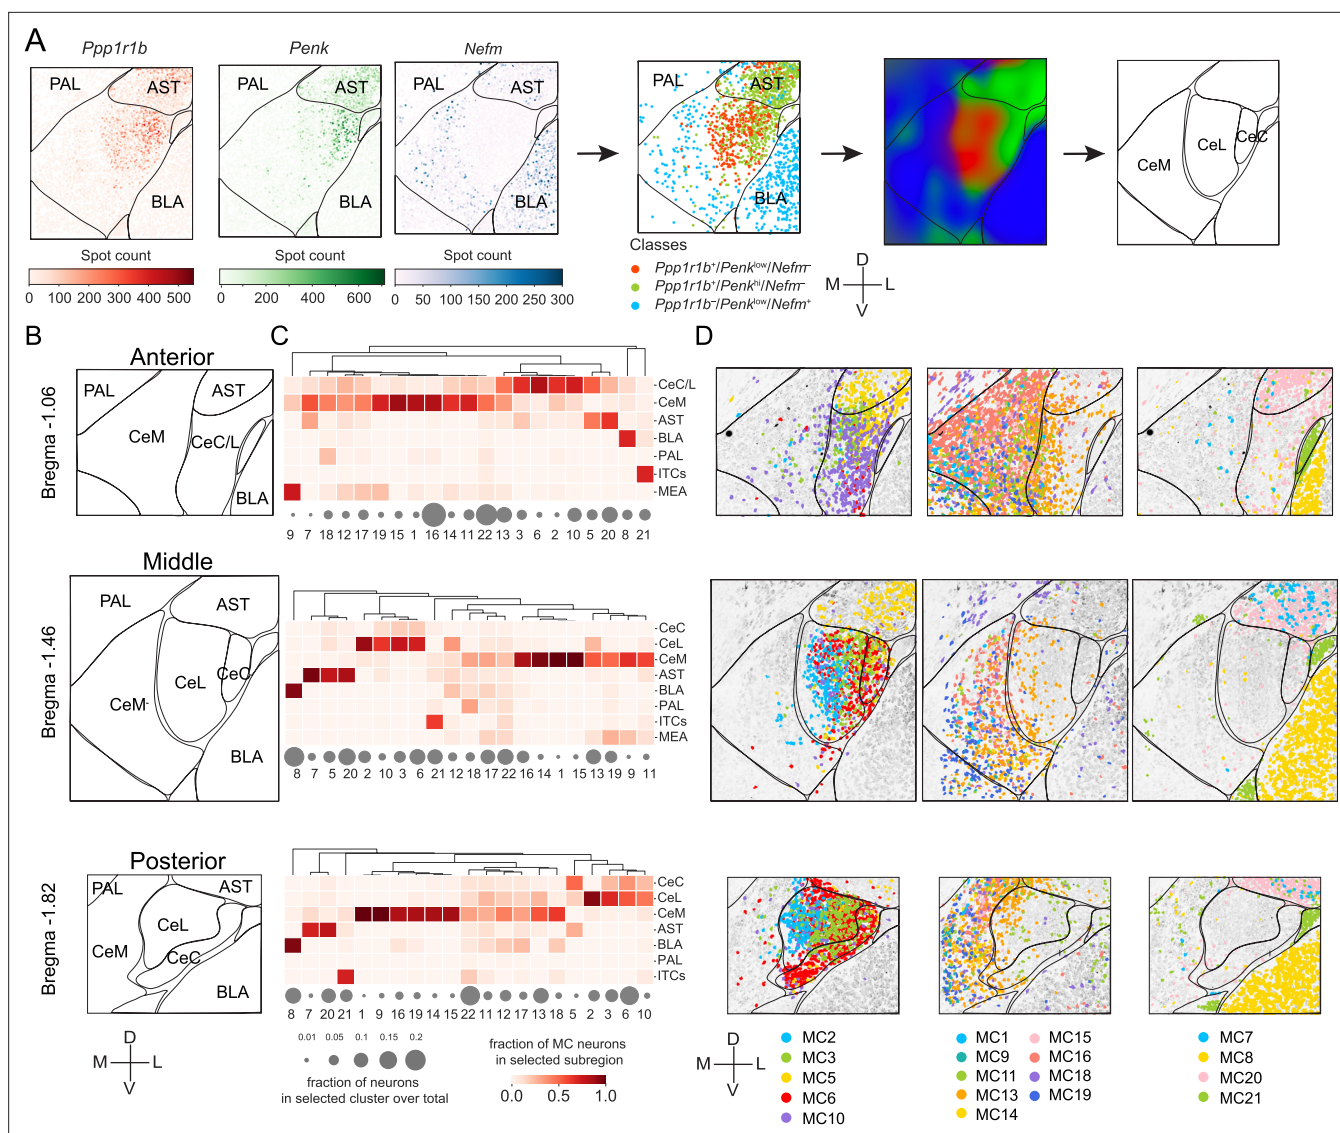 A
Ppp1r1b
Penk
Nefm
PAL
AST
BLA
PAL
AST
BLA
PAL
AST
BLA
PAL
AST
BLA
CeM
CeL
CeC
Spot count
0 100 200 300 400 500
Spot count
0 200 400 600
Spot count
0 50 100 150 200 250 300
Classes
Ppp1r1b⁺/Penkˡᵒʷ/Nefm⁻
Ppp1r1b⁺/Penkʰⁱ/Nefm⁻
Ppp1r1b⁻/Penkˡᵒʷ/Nefm⁺
D
M L
V
B
C
D
Anterior
Bregma -1.06
PAL
AST
CeM
CeC/L
BLA
CeC/L
CeM
AST
BLA
PAL
ITCs
MEA
9 7 18 12 17 19 15 1 16 14 11 22 13 3 6 2 10 5 20 8 21
Middle
Bregma -1.46
PAL
AST
CeC
CeL
CeM
BLA
CeC
CeL
CeM
AST
BLA
PAL
ITCs
MEA
8 7 5 20 2 10 3 6 21 12 18 17 22 16 14 1 15 13 19 9 11
Posterior
Bregma -1.82
PAL
AST
CeL
CeM
CeC
BLA
CeC
CeL
CeM
AST
BLA
PAL
ITCs
8 7 20 21 1 9 16 19 14 15 22 11 12 17 13 18 5 2 3 6 10
D
M L
V
0.01 0.05 0.1 0.15 0.2
fraction of neurons
in selected cluster over total
fraction of MC neurons
in selected subregion
0.0 0.5 1.0
D
M L
V
MC2
MC3
MC5
MC6
MC10
MC1
MC9
MC11
MC13
MC14
MC15
MC16
MC18
MC19
MC7
MC8
MC20
MC21